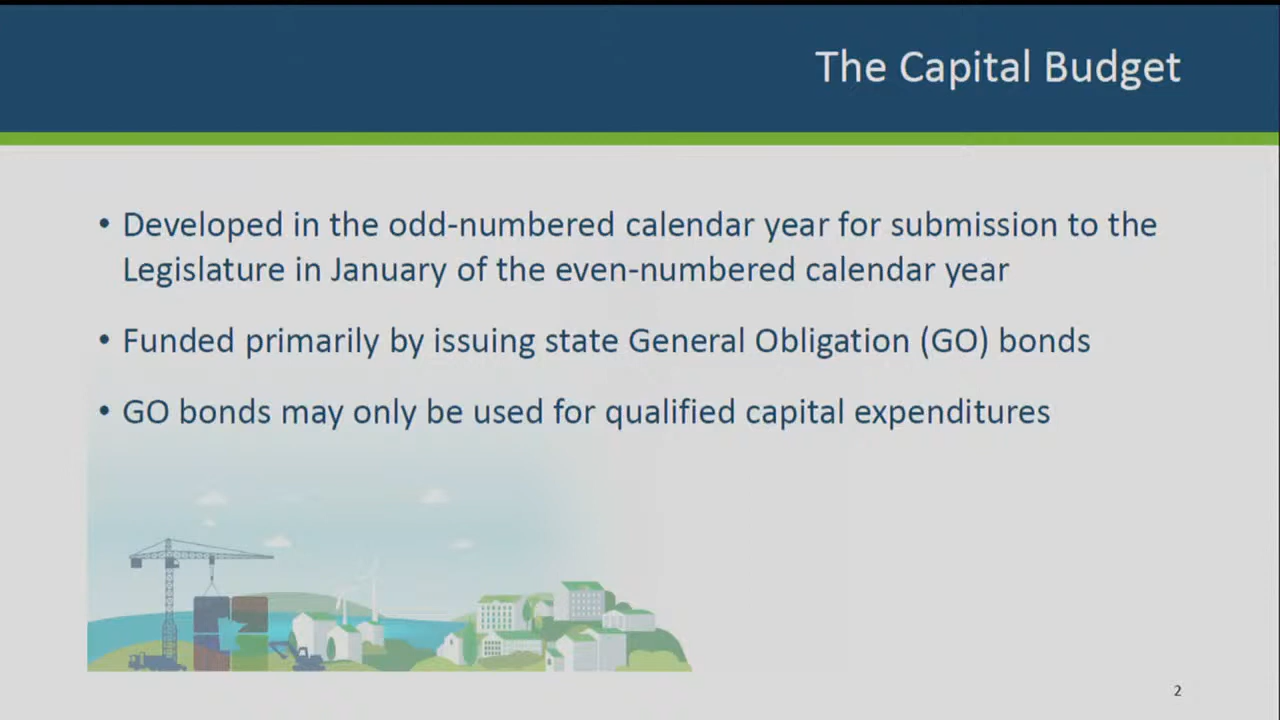 The Capital Budget
• Developed in the odd-numbered calendar year for submission to the
Legislature in January of the even-numbered calendar year
• Funded primarily by issuing state General Obligation (GO) bonds
• GO bonds may only be used for qualified capital expenditures
2